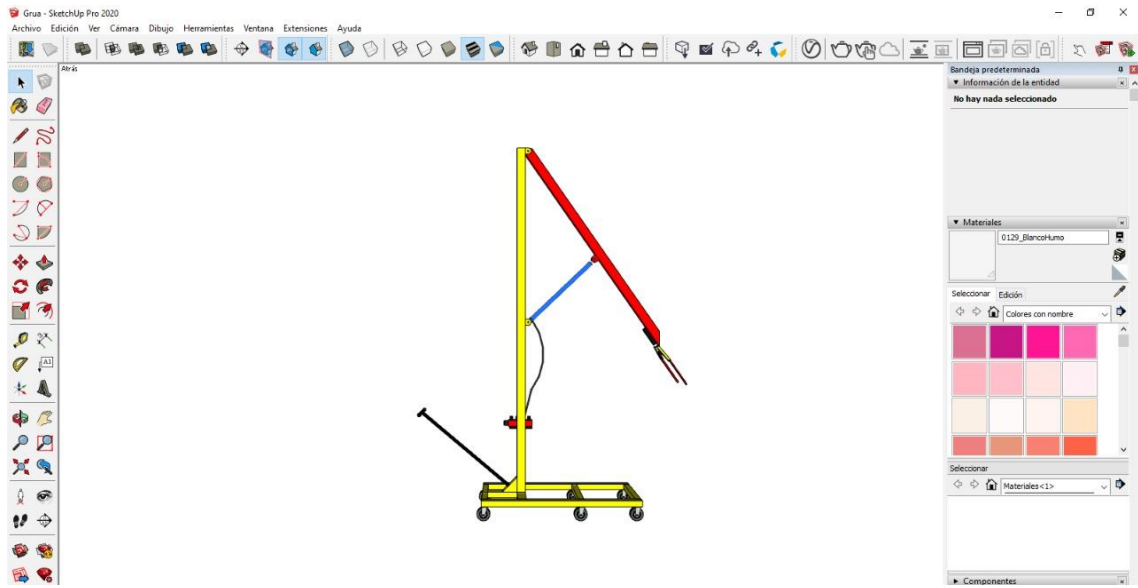 Grua - SketchUp Pro 2020
Archivo Edición Ver Cámara Dibujo Herramientas Ventana Extensiones Ayuda
Atrás
Bandeja predeterminada
Información de la entidad
No hay nada seleccionado
Materiales
0129_BlancoHumo
Seleccionar Edición
Colores con nombre
Seleccionar
Materiales<1>
Componentes
A1